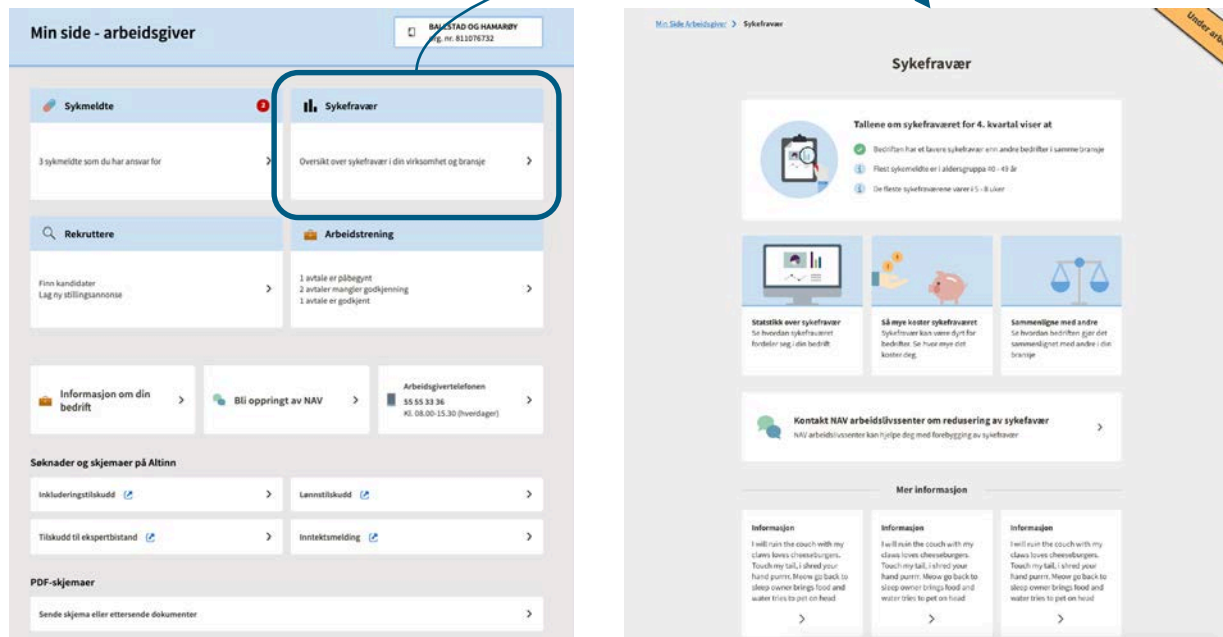 Min side - arbeidsgiver
BALLSTAD OG HAMARØY
org. nr. 811076732
Sykmeldte
Sykefravær
3 sykmeldte som du har ansvar for
Oversikt over sykefravær i din virksomhet og bransje
Rekruttere
Arbeidstrening
Finn kandidater
Lag ny stillingsannonse
1 avtale er påbegynt
2 avtaler mangler godkjenning
1 avtale er godkjent
Informasjon om din
bedrift
Bli oppringt av NAV
Arbeidsgivertelefonen
55 55 33 36
Kl. 08.00-15.30 (hverdager)
Søknader og skjemaer på Altinn
Inkluderingstilskudd
Lønnstilskudd
Tilskudd til ekspertbistand
Inntektsmelding
PDF-skjemaer
Sende skjema eller ettersende dokumenter
Min Side Arbeidsgiver > Sykefravær
Under
Sykefravær
Tallene om sykefraværet for 4. kvartal viser at
Bedriften har et lavere sykefravær enn andre bedrifter i samme bransje
Flest sykemeldte er i aldersgruppa 40 - 49 år
De fleste sykefraværene varer i 5 - 8 uker
Statistikk over sykefravær
Se hvordan sykefraværet
fordeler seg i din bedrift
Så mye koster sykefraværet
Sykefravær kan være dyrt for
bedrifter. Se hvor mye det
koster deg.
Sammenligne med andre
Se hvordan bedriften gjør det
sammenlignet med andre i din
bransje
Kontakt NAV arbeidslivssenter om redusering av sykefavær
NAV arbeidslivssenter kan hjelpe deg med forebygging av sykefravær
Mer informasjon
Informasjon
I will ruin the couch with my
claws loves cheeseburgers.
Touch my tail, i shred your
hand purrrr. Meow go back to
sleep owner brings food and
water tries to pet on head
Informasjon
I will ruin the couch with my
claws loves cheeseburgers.
Touch my tail, i shred your
hand purrrr. Meow go back to
sleep owner brings food and
water tries to pet on head
Informasjon
I will ruin the couch with my
claws loves cheeseburgers.
Touch my tail, i shred your
hand purrrr. Meow go back to
sleep owner brings food and
water tries to pet on head